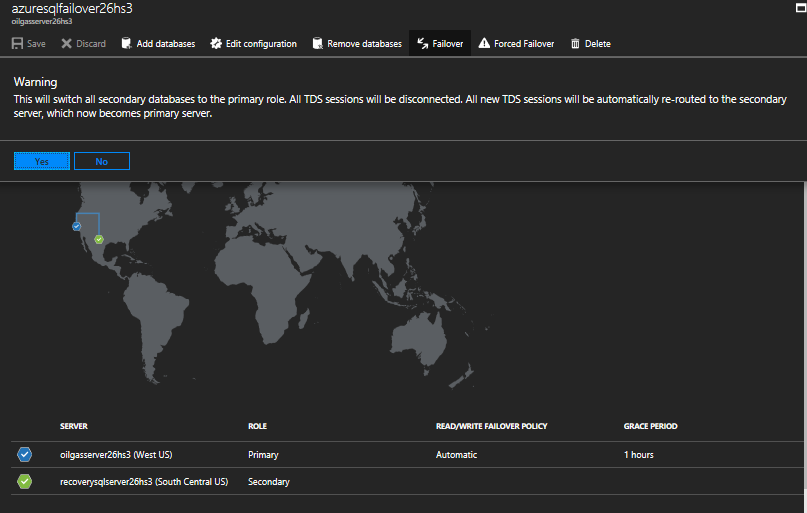 azuresqlfailover26hs3
oilgasserver26hs3
Save Discard Add databases Edit configuration Remove databases Failover Forced Failover Delete
Warning
This will switch all secondary databases to the primary role. All TDS sessions will be disconnected. All new TDS sessions will be automatically re-routed to the secondary
server, which now becomes primary server.
Yes No
SERVER ROLE READ/WRITE FAILOVER POLICY GRACE PERIOD
oilgasserver26hs3 (West US) Primary Automatic 1 hours
recoverysqlserver26hs3 (South Central US) Secondary